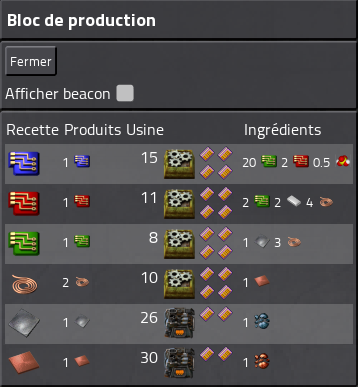 Bloc de production
Fermer
Afficher beacon
Recette Produits Usine Ingrédients
1 15 20 2 0.5
1 11 2 2 4
1 8 1 3
2 10 1
1 26 1
1 30 1